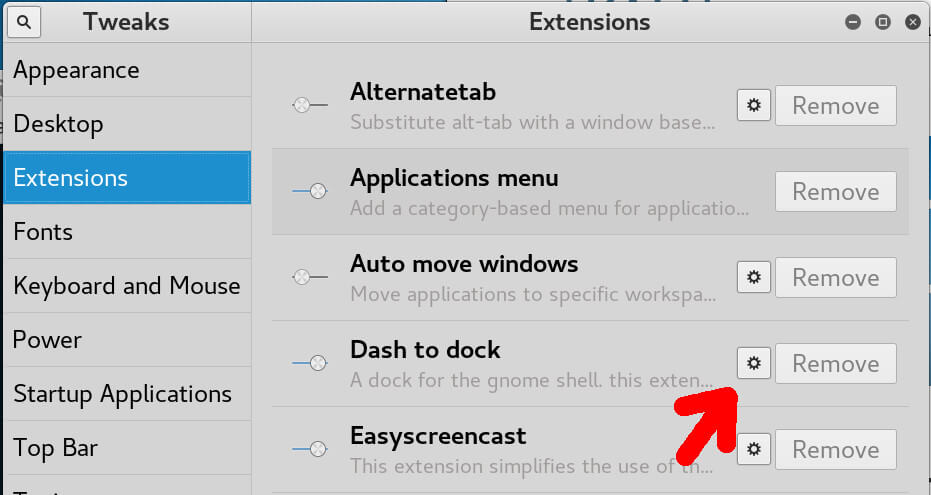 Tweaks
Extensions
Appearance
Desktop
Extensions
Fonts
Keyboard and Mouse
Power
Startup Applications
Top Bar
Alternatetab
Substitute alt-tab with a window base...
Remove
Applications menu
Add a category-based menu for applicatio...
Remove
Auto move windows
Move applications to specific workspa...
Remove
Dash to dock
A dock for the gnome shell. this exten...
Remove
Easyscreencast
This extension simplifies the use of th...
Remove